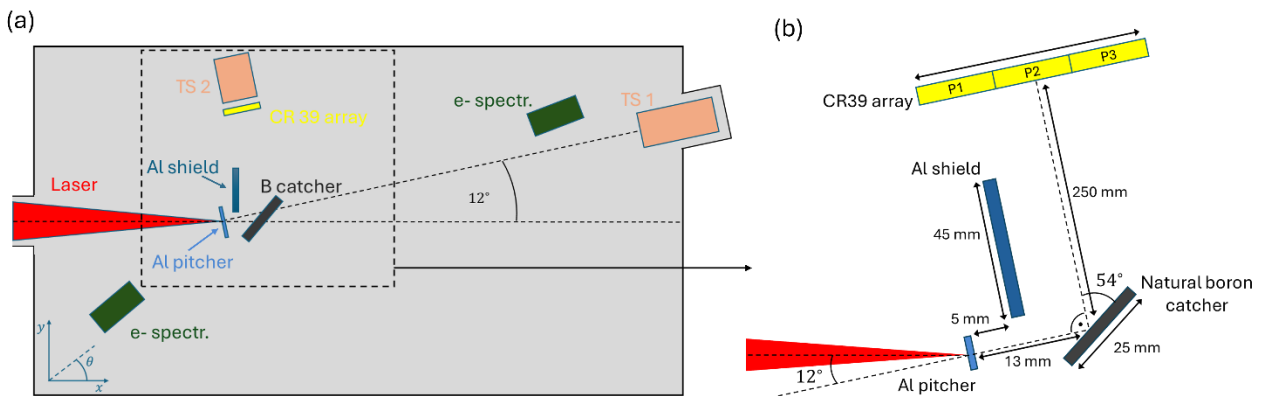 (a)
TS 2
CR 39 array
e- spectr.
TS 1
Al shield
B catcher
Laser
12°
Al pitcher
e- spectr.
y
θ
x
(b)
P1
P2
P3
CR39 array
Al shield
250 mm
45 mm
54°
Natural boron
catcher
5 mm
13 mm
25 mm
12°
Al pitcher